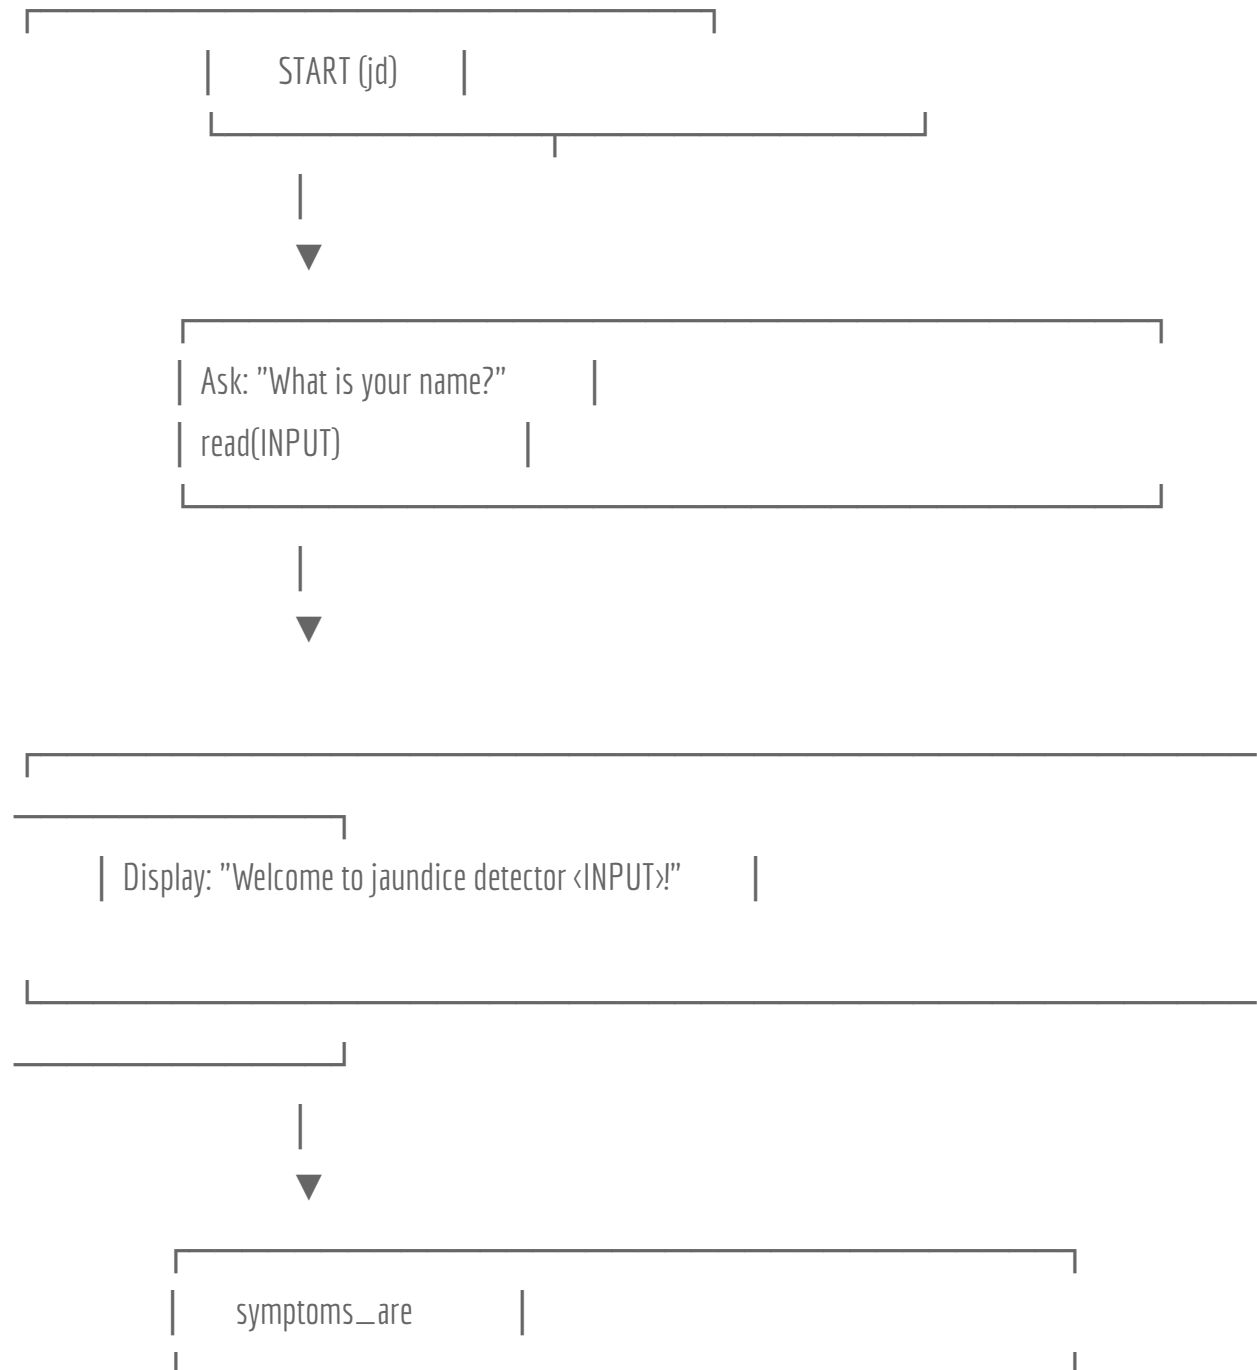 START (jd)
Ask: "What is your name?"
read(INPUT)
Display: "Welcome to jaundice detector <INPUT>!"
symptoms_are